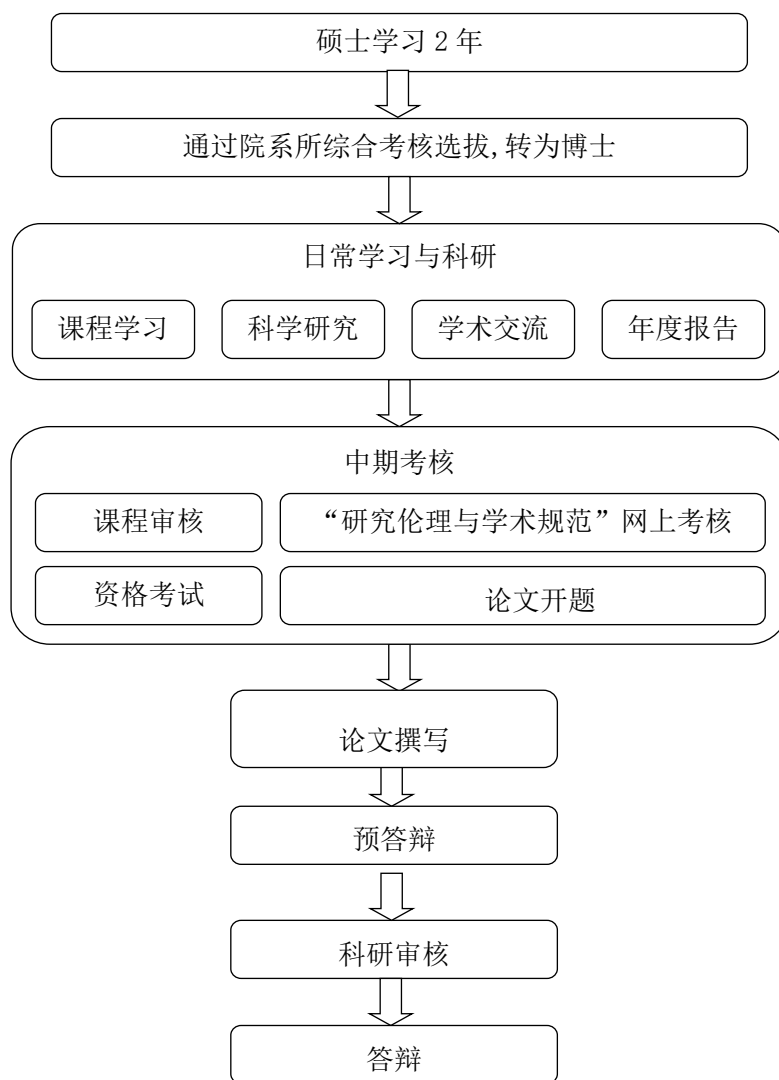 硕士学习 2 年
通过院系所综合考核选拔,转为博士
日常学习与科研
课程学习
科学研究
学术交流
年度报告
中期考核
课程审核
“研究伦理与学术规范”网上考核
资格考试
论文开题
论文撰写
预答辩
科研审核
答辩